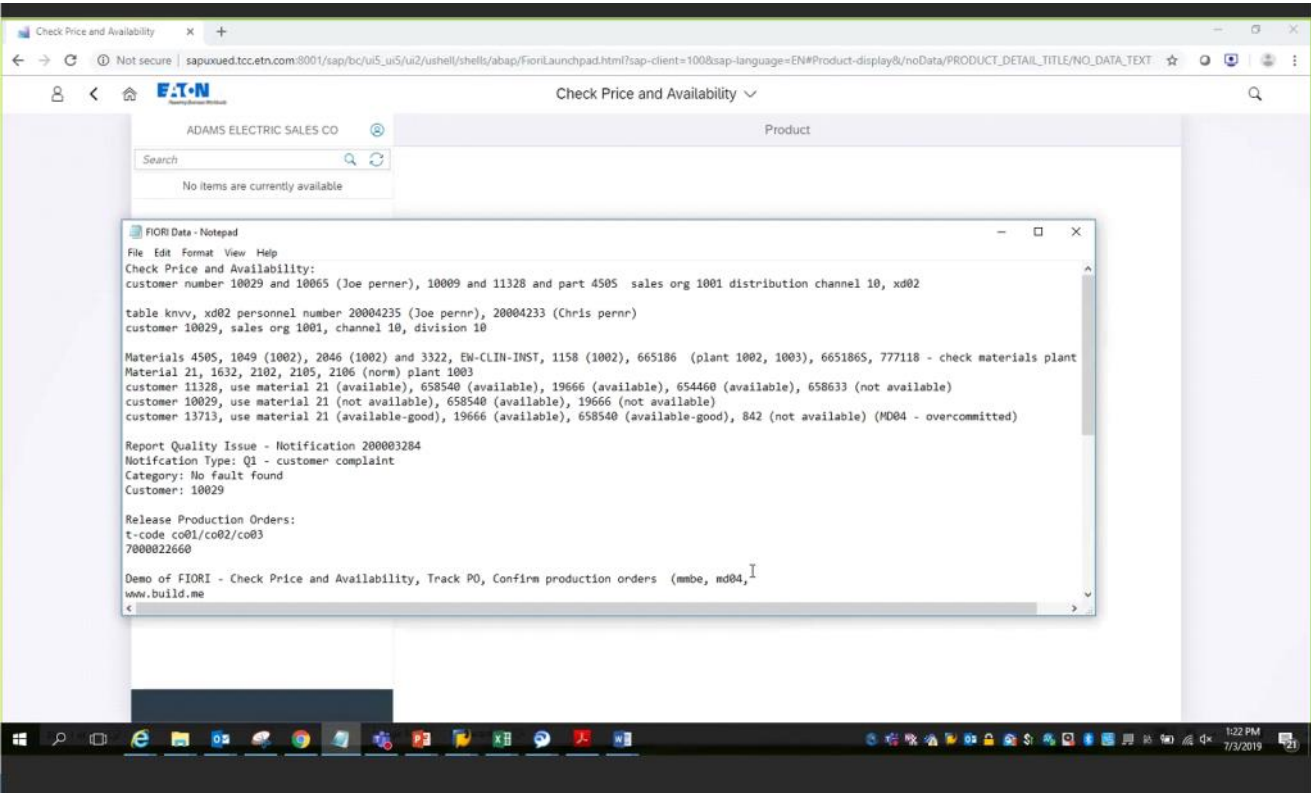 Check Price and Availability
Not secure | sapuxued.tcc.etn.com:8001/sap/bc/ui5_ui5/ui2/ushell/shells/abap/FioriLaunchpad.html?sap-client=100&sap-language=EN#Product-display&/noData/PRODUCT_DETAIL_TITLE/NO_DATA_TEXT
EATON
Powering Business Worldwide
Check Price and Availability
ADAMS ELECTRIC SALES CO
Product
Search
No items are currently available
FIORI Data - Notepad
File Edit Format View Help
Check Price and Availability:
customer number 10029 and 10065 (Joe perner), 10009 and 11328 and part 4505  sales org 1001 distribution channel 10, xd02
table knvv, xd02 personnel number 20004235 (Joe pernr), 20004233 (Chris pernr)
customer 10029, sales org 1001, channel 10, division 10
Materials 4505, 1049 (1002), 2046 (1002) and 3322, EW-CLIN-INST, 1158 (1002), 665186  (plant 1002, 1003), 665186S, 777118 - check materials plant
Material 21, 1632, 2102, 2105, 2106 (norm) plant 1003
customer 11328, use material 21 (available), 658540 (available), 19666 (available), 654460 (available), 658633 (not available)
customer 10029, use material 21 (not available), 658540 (available), 19666 (not available)
customer 13713, use material 21 (available-good), 19666 (available), 658540 (available-good), 842 (not available) (MD04 - overcommitted)
Report Quality Issue - Notification 200003284
Notifcation Type: Q1 - customer complaint
Category: No fault found
Customer: 10029
Release Production Orders:
t-code co01/co02/co03
7000022660
Demo of FIORI - Check Price and Availability, Track PO, Confirm production orders  (mmbe, md04,
www.build.me
1:22 PM
7/3/2019
21